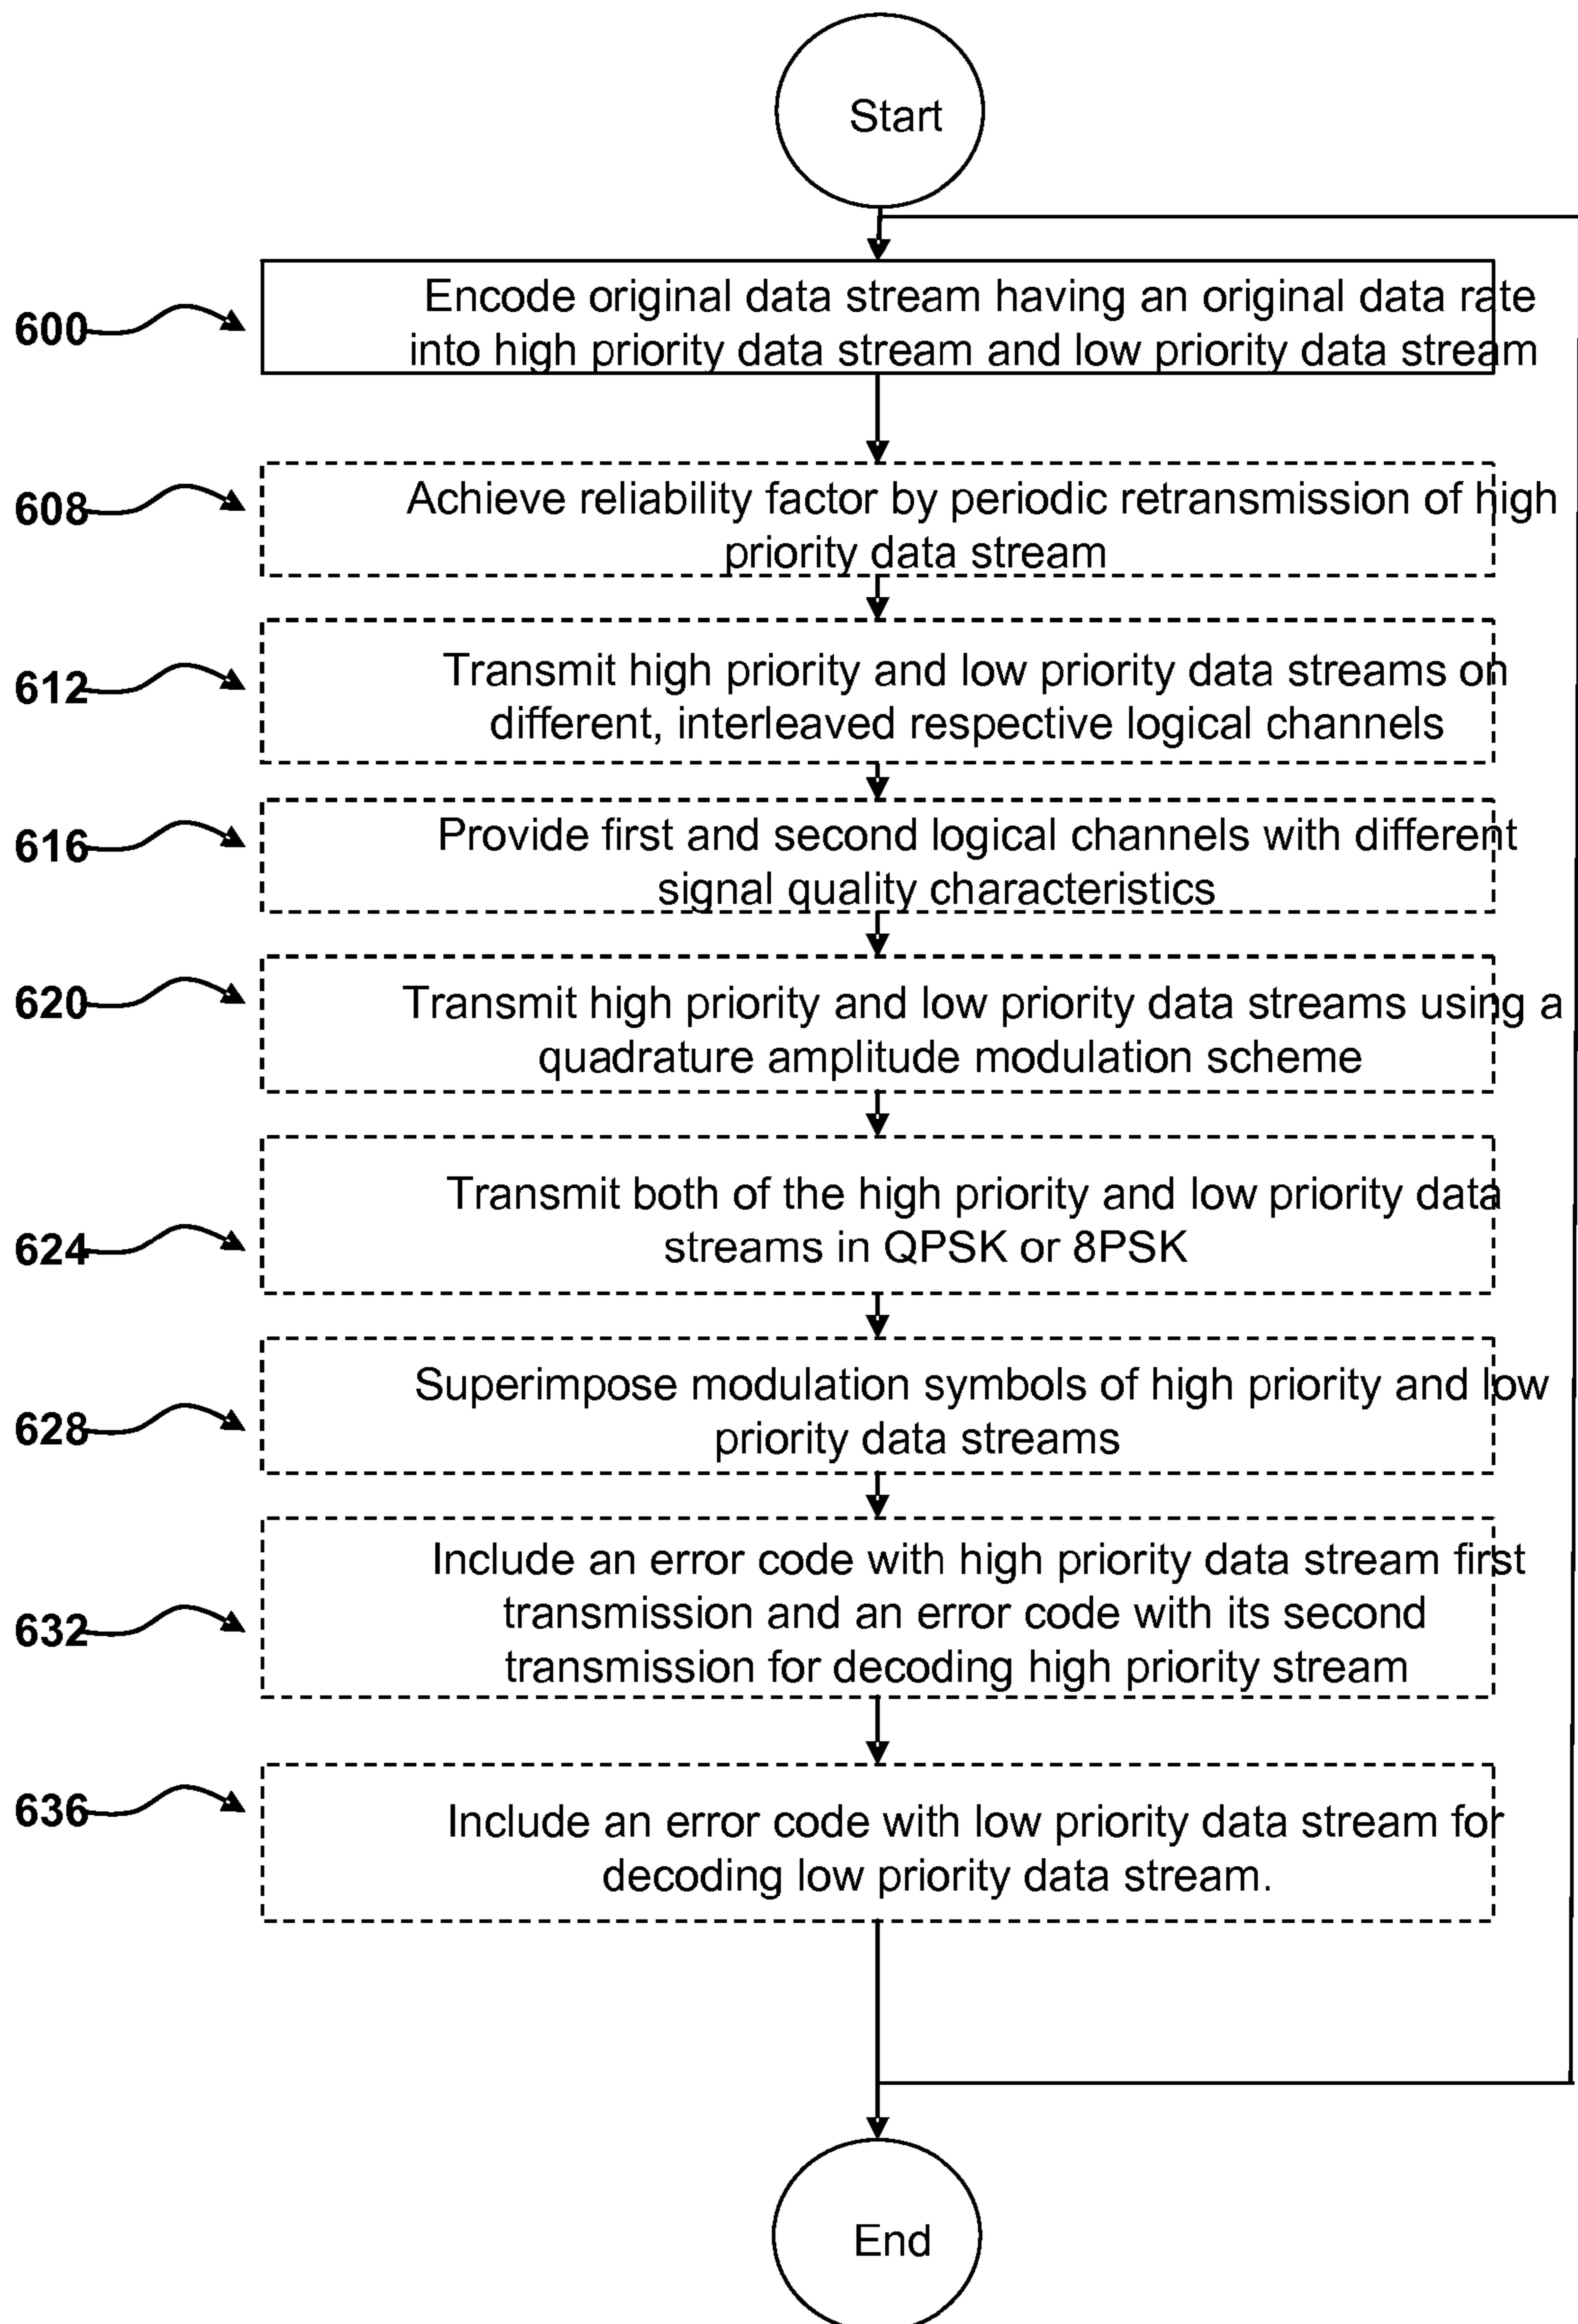 Start
600
Encode original data stream having an original data rate
into high priority data stream and low priority data stream
608
Achieve reliability factor by periodic retransmission of high
priority data stream
612
Transmit high priority and low priority data streams on
different, interleaved respective logical channels
616
Provide first and second logical channels with different
signal quality characteristics
620
Transmit high priority and low priority data streams using a
quadrature amplitude modulation scheme
624
Transmit both of the high priority and low priority data
streams in QPSK or 8PSK
628
Superimpose modulation symbols of high priority and low
priority data streams
632
Include an error code with high priority data stream first
transmission and an error code with its second
transmission for decoding high priority stream
636
Include an error code with low priority data stream for
decoding low priority data stream.
End